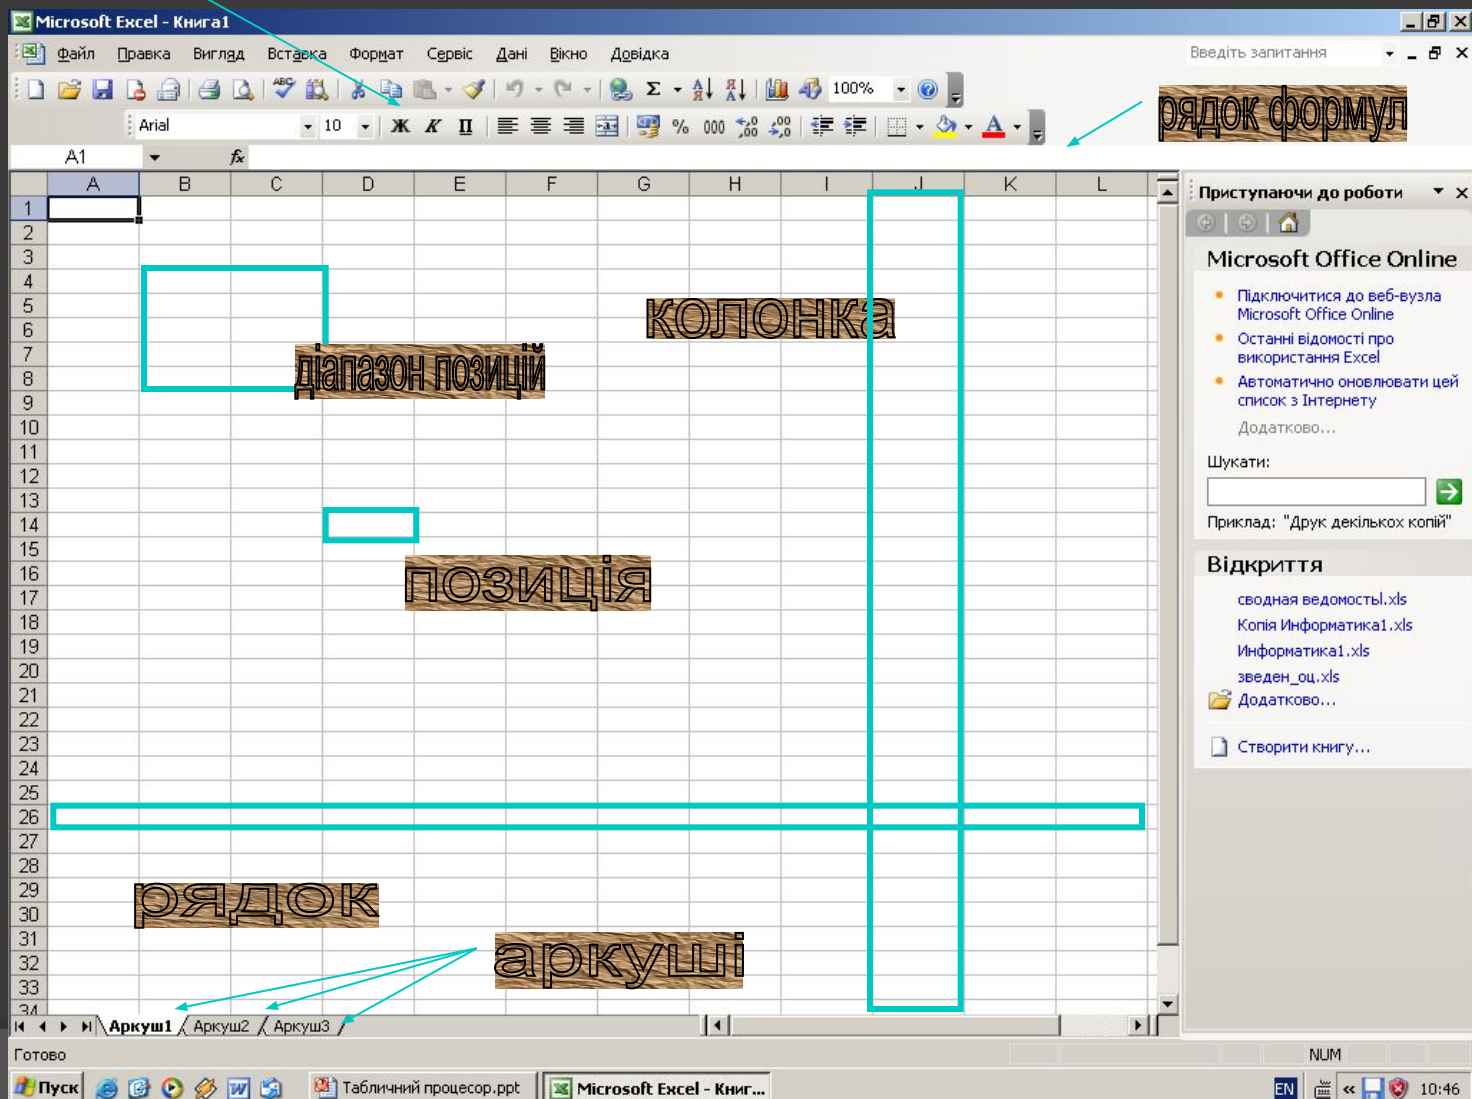 Microsoft Excel - Книга1
Файл Правка Вигляд Вставка Формат Сервіс Дані Вікно Довідка Введіть запитання
100%
Arial 10 Ж К П % 000
рядок формул
A1 fx
A B C D E F G H I J K L
1
2
3
4
5
6
7
8
9
10
11
12
13
14
15
16
17
18
19
20
21
22
23
24
25
26
27
28
29
30
31
32
33
34
колонка
діапазон позицій
позиція
рядок
аркуші
Приступаючи до роботи
Microsoft Office Online
Підключитися до веб-вузла
Microsoft Office Online
Останні відомості про
використання Excel
Автоматично оновлювати цей
список з Інтернету
Додатково...
Шукати:
Приклад: "Друк декількох копій"
Відкриття
сводная ведомостьl.xls
Копія Информатика1.xls
Информатика1.xls
зведен_оц.xls
Додатково...
Створити книгу...
Аркуш1 Аркуш2 Аркуш3
Готово NUM
Пуск Табличний процесор.ppt Microsoft Excel - Книг... EN « 10:46